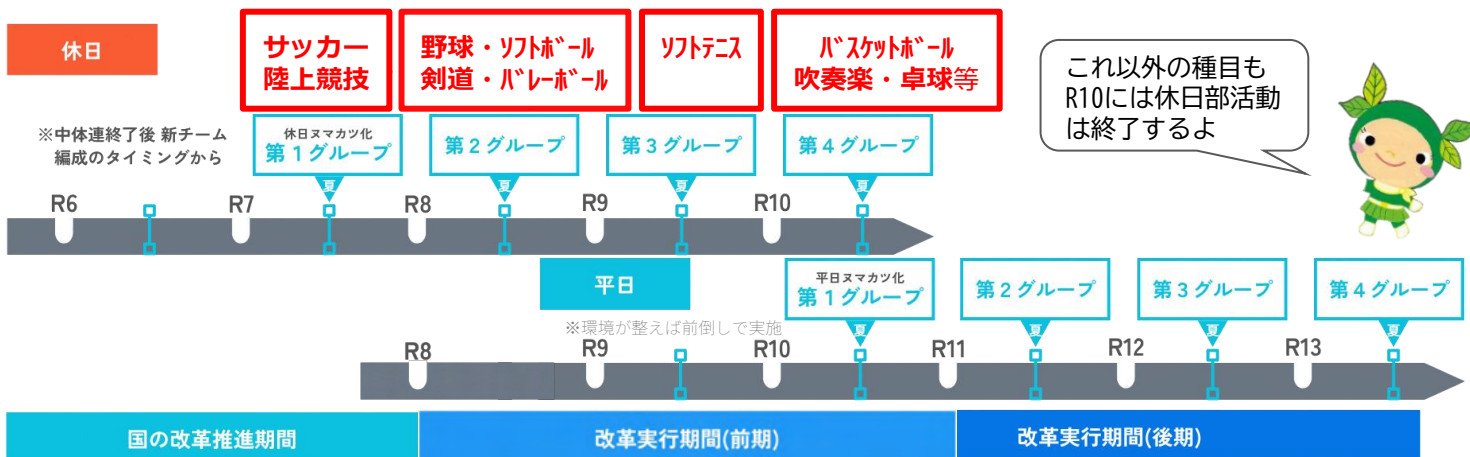 休日
サッカー
陸上競技
野球・ｿﾌﾄﾎﾞｰﾙ
剣道・ﾊﾞﾚｰﾎﾞｰﾙ
ｿﾌﾄﾃﾆｽ
ﾊﾞｽｹｯﾄﾎﾞｰﾙ
吹奏楽・卓球等
これ以外の種目も
R10には休日部活動
は終了するよ
※中体連終了後 新チーム
編成のタイミングから
休日ヌマカツ化
第1グループ
第2グループ
第3グループ
第4グループ
夏
夏
夏
夏
R6
R7
R8
R9
R10
平日
※環境が整えば前倒しで実施
平日ヌマカツ化
第1グループ
第2グループ
第3グループ
第4グループ
夏
夏
夏
夏
R8
R9
R10
R11
R12
R13
国の改革推進期間
改革実行期間(前期)
改革実行期間(後期)